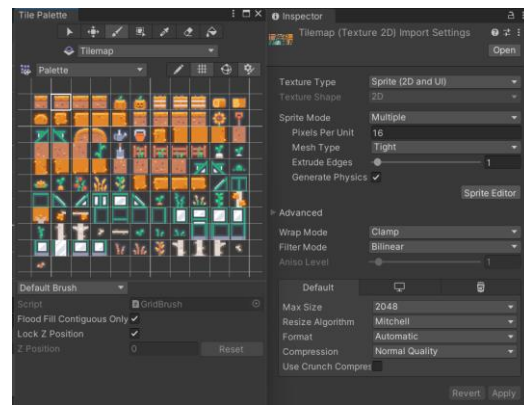 Tile Palette
Tilemap
Palette
Default Brush
Script
GridBrush
Flood Fill Contiguous Only
Lock Z Position
Z Position
0
Reset
Inspector
Tilemap (Texture 2D) Import Settings
Open
Texture Type
Sprite (2D and UI)
Texture Shape
2D
Sprite Mode
Multiple
Pixels Per Unit
16
Mesh Type
Tight
Extrude Edges
1
Generate Physics
Sprite Editor
Advanced
Wrap Mode
Clamp
Filter Mode
Bilinear
Aniso Level
1
Default
Max Size
2048
Resize Algorithm
Mitchell
Format
Automatic
Compression
Normal Quality
Use Crunch Compres
Revert
Apply